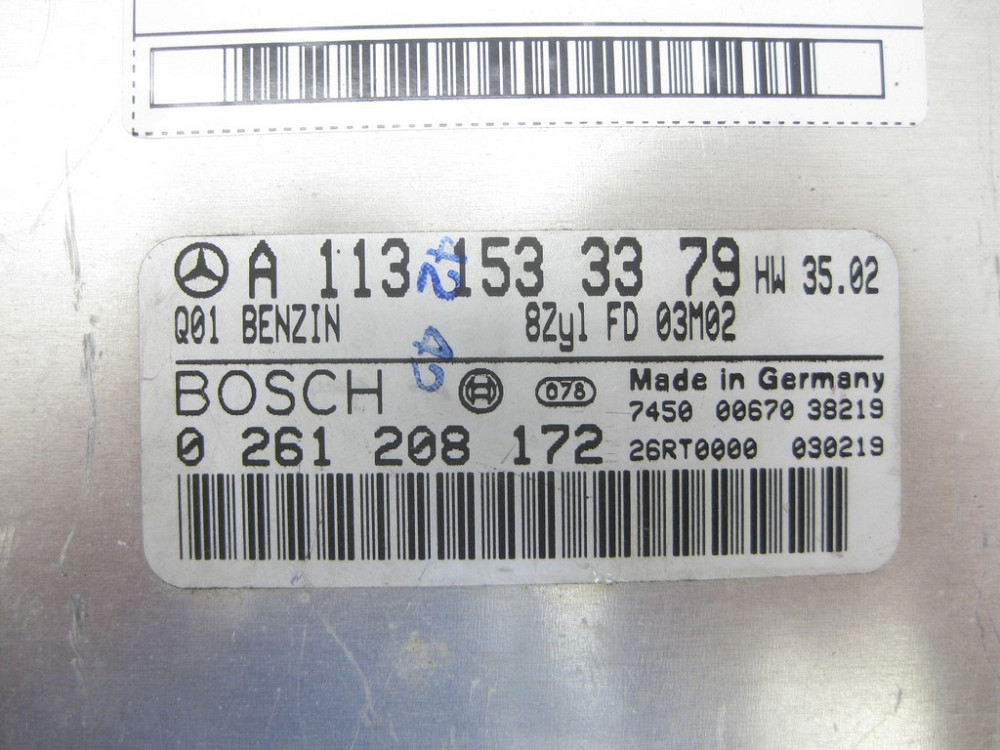 A 113 153 33 79 HW 35.02
Q01 BENZIN 8Zyl FD 03M02
BOSCH 078 Made in Germany
7450 00670 38219
0 261 208 172 26RT0000 030219